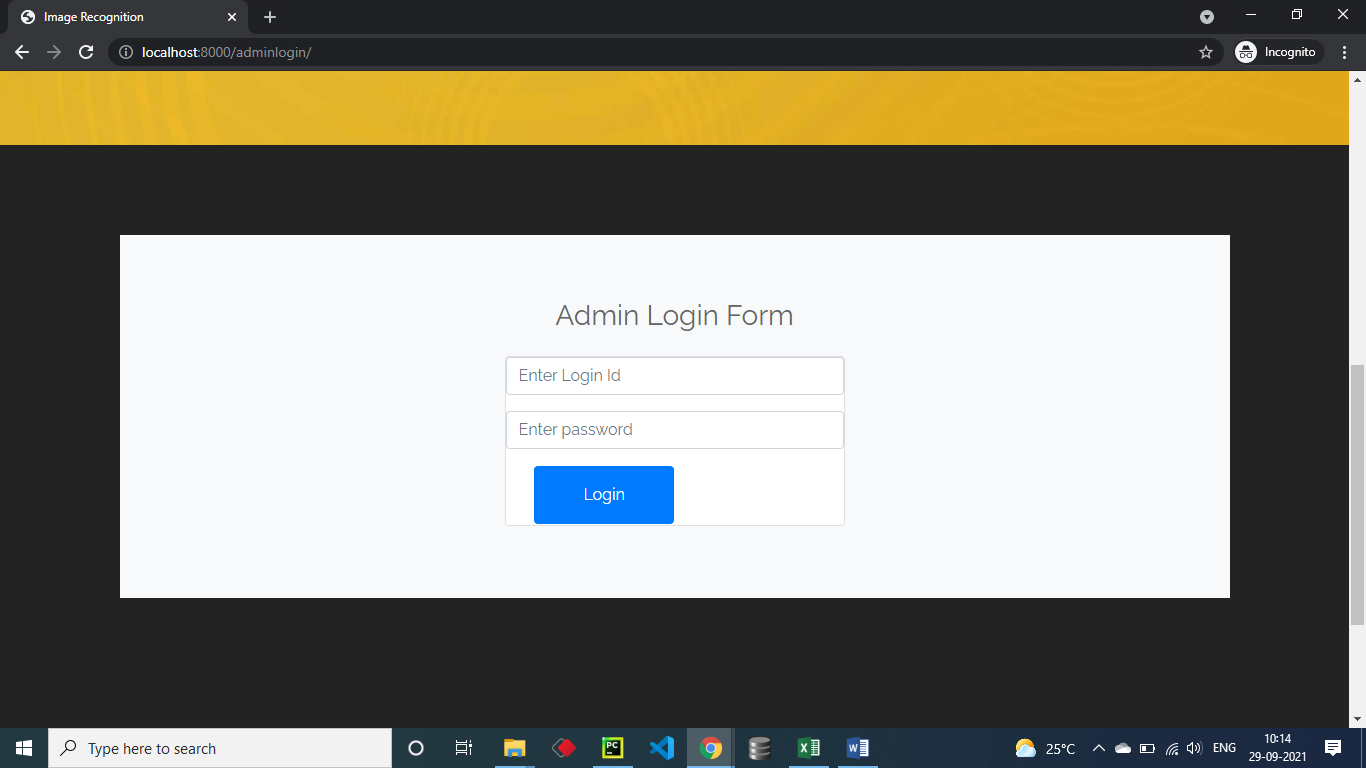 Image Recognition
localhost:8000/adminlogin/
Incognito
Admin Login Form
Enter Login Id
Enter password
Login
Type here to search
PC
25°C
ENG
10:14
29-09-2021